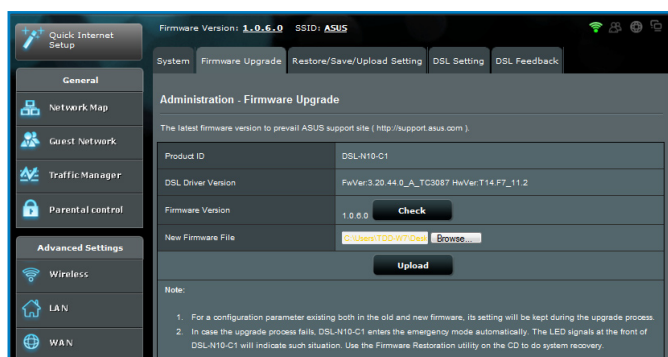 Quick Internet
Setup
Firmware Version: 1.0.6.0 SSID: ASUS
System Firmware Upgrade Restore/Save/Upload Setting DSL Setting DSL Feedback
General
Network Map
Guest Network
Traffic Manager
Parental control
Advanced Settings
Wireless
LAN
WAN
Administration - Firmware Upgrade
The latest firmware version to prevail ASUS support site ( http://support.asus.com ).
Product ID DSL-N10-C1
DSL Driver Version FwVer:3.20.44.0_A_TC3087 HwVer:T14.F7_11.2
Firmware Version 1.0.6.0 Check
New Firmware File C:\Users\TDD-W7\Desk Browse...
Upload
Note:
1. For a configuration parameter existing both in the old and new firmware, its setting will be kept during the upgrade process.
2. In case the upgrade process fails, DSL-N10-C1 enters the emergency mode automatically. The LED signals at the front of
DSL-N10-C1 will indicate such situation. Use the Firmware Restoration utility on the CD to do system recovery.